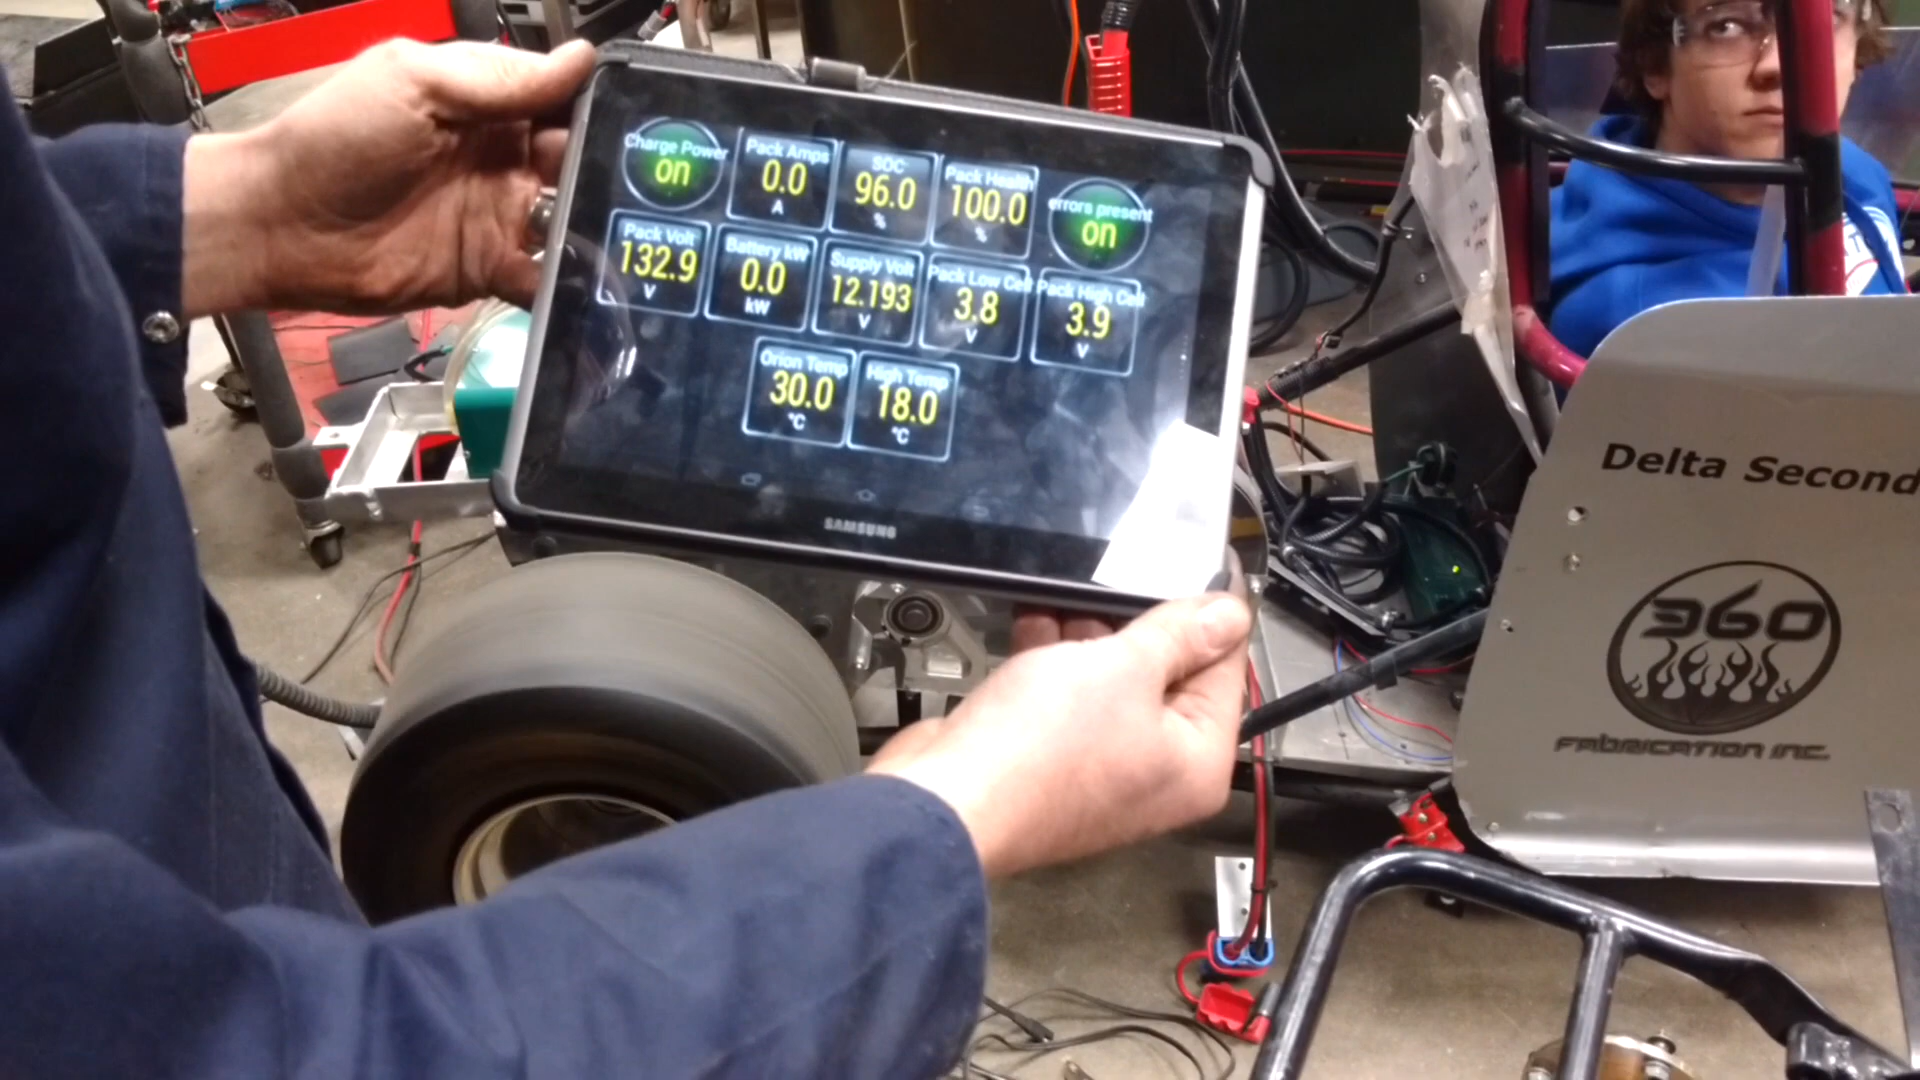 Charge Power
on
Pack Amps
0.0
A
SOC
96.0
%
Pack Health
100.0
%
errors present
on
Pack Volt
132.9
V
Battery kW
0.0
kW
Supply Volt
12.193
V
Pack Low Cell
3.8
V
Pack High Cell
3.9
V
Orion Temp
30.0
°C
High Temp
18.0
°C
SAMSUNG
Delta Second
360
FABRICATION INC.